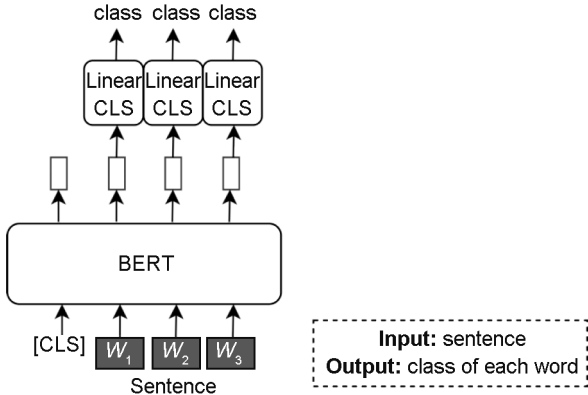 class class class
Linear Linear Linear
CLS CLS CLS
BERT
[CLS] W1 W2 W3
Sentence
Input: sentence
Output: class of each word